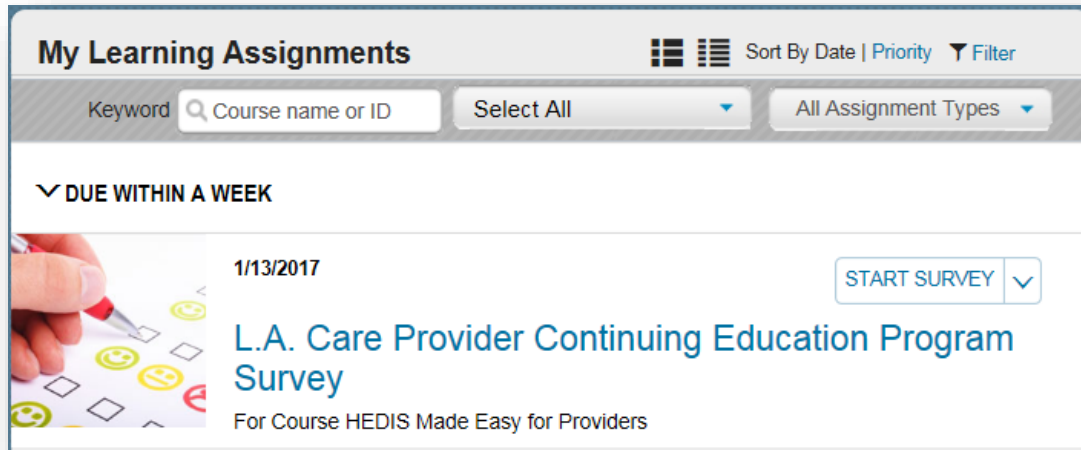 My Learning Assignments
Sort By Date | Priority Filter
Keyword Course name or ID Select All All Assignment Types
DUE WITHIN A WEEK
1/13/2017
START SURVEY
L.A. Care Provider Continuing Education Program
Survey
For Course HEDIS Made Easy for Providers